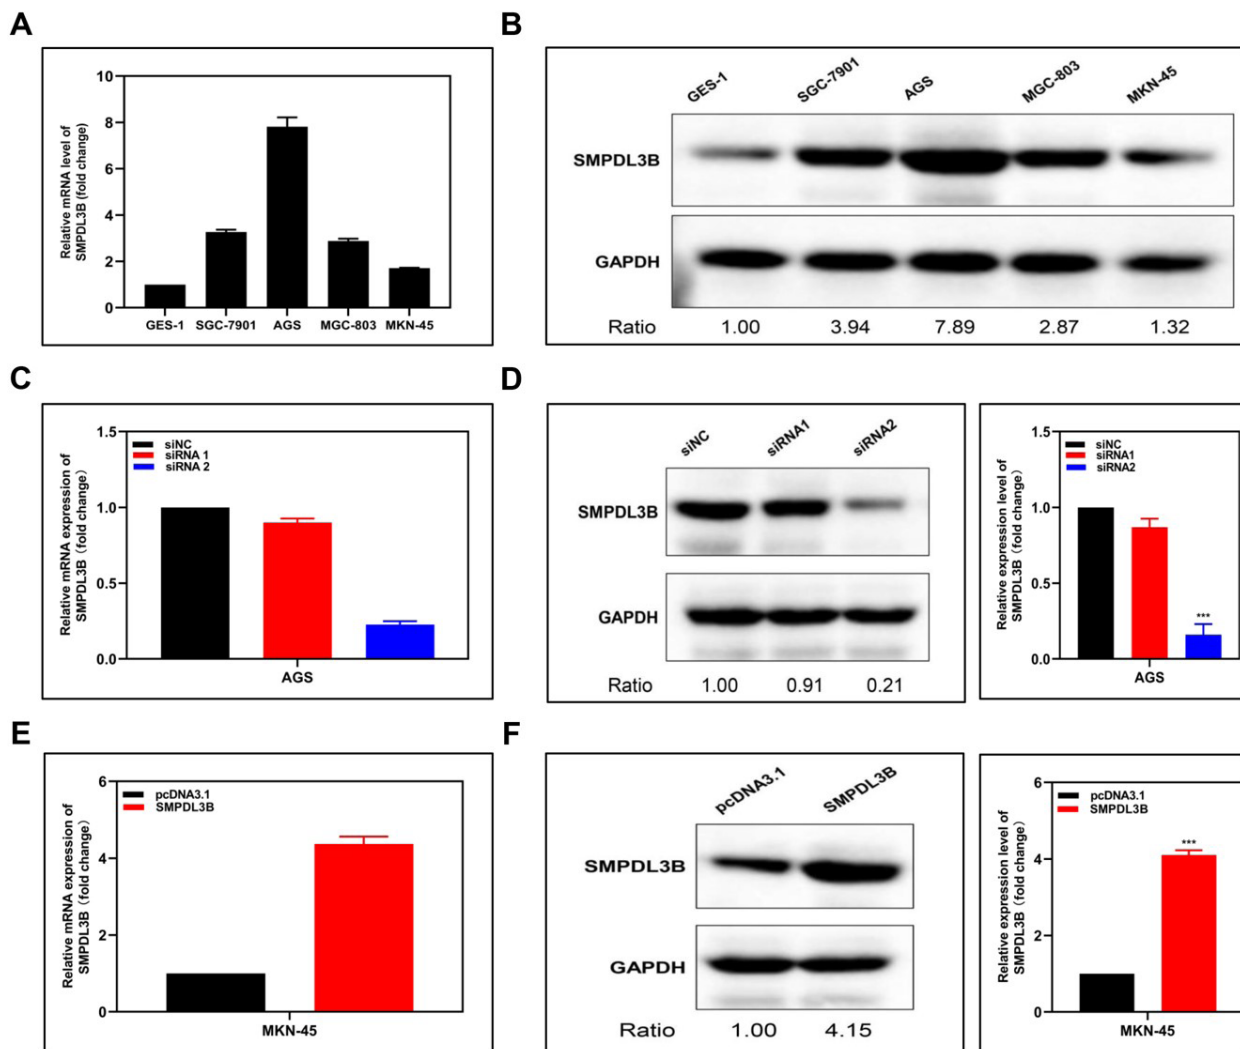 A
B
Relative mRNA level of
SMPDL3B (fold change)
10
8
6
4
2
0
GES-1 SGC-7901 AGS MGC-803 MKN-45
GES-1 SGC-7901 AGS MGC-803 MKN-45
SMPDL3B
GAPDH
Ratio 1.00 3.94 7.89 2.87 1.32
C
D
Relative mRNA expression of
SMPDL3B (fold change)
1.5
1.0
0.5
0.0
siNC
siRNA 1
siRNA 2
AGS
siNC siRNA1 siRNA2
SMPDL3B
GAPDH
Ratio 1.00 0.91 0.21
Relative expression level of
SMPDL3B (fold change)
1.5
1.0
0.5
0.0
siNC
siRNA1
siRNA2
***
AGS
E
F
Relative mRNA expression of
SMPDL3B (fold change)
6
4
2
0
pcDNA3.1
SMPDL3B
MKN-45
pcDNA3.1 SMPDL3B
SMPDL3B
GAPDH
Ratio 1.00 4.15
Relative expression level of
SMPDL3B (fold change)
6
4
2
0
pcDNA3.1
SMPDL3B
***
MKN-45